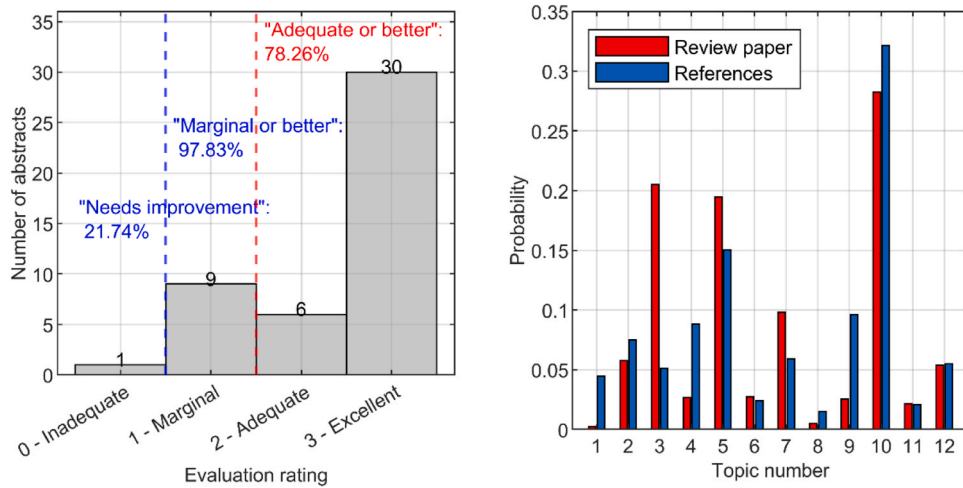 35
30
25
20
15
10
5
0
Number of abstracts
"Adequate or better":
78.26%
30
"Marginal or better":
97.83%
"Needs improvement":
21.74%
1
9
6
0 - Inadequate
1 - Marginal
2 - Adequate
3 - Excellent
Evaluation rating
0.35
0.3
0.25
0.2
0.15
0.1
0.05
0
Probability
Review paper
References
1 2 3 4 5 6 7 8 9 10 11 12
Topic number